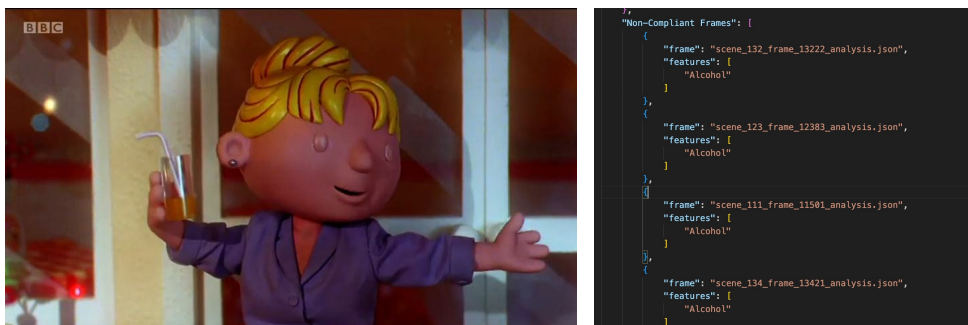 BBC
},
"Non-Compliant Frames": [
{
"frame": "scene_132_frame_13222_analysis.json",
"features": [
"Alcohol"
]
},
{
"frame": "scene_123_frame_12383_analysis.json",
"features": [
"Alcohol"
]
},
{
"frame": "scene_111_frame_11501_analysis.json",
"features": [
"Alcohol"
]
},
{
"frame": "scene_134_frame_13421_analysis.json",
"features": [
"Alcohol"
]